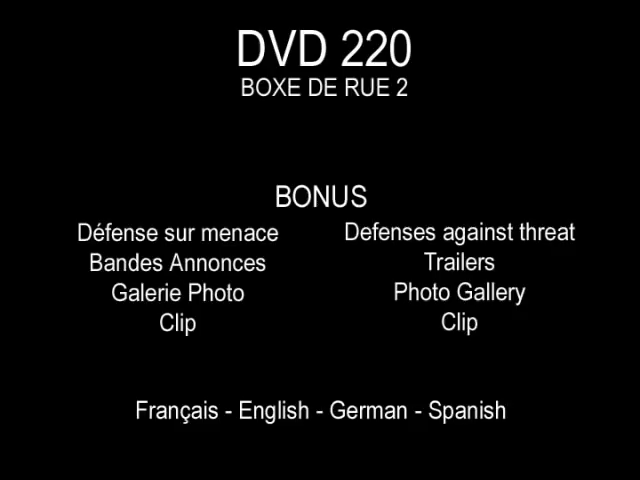 DVD 220
BOXE DE RUE 2
BONUS
Défense sur menace
Bandes Annonces
Galerie Photo
Clip
Defenses against threat
Trailers
Photo Gallery
Clip
Français - English - German - Spanish